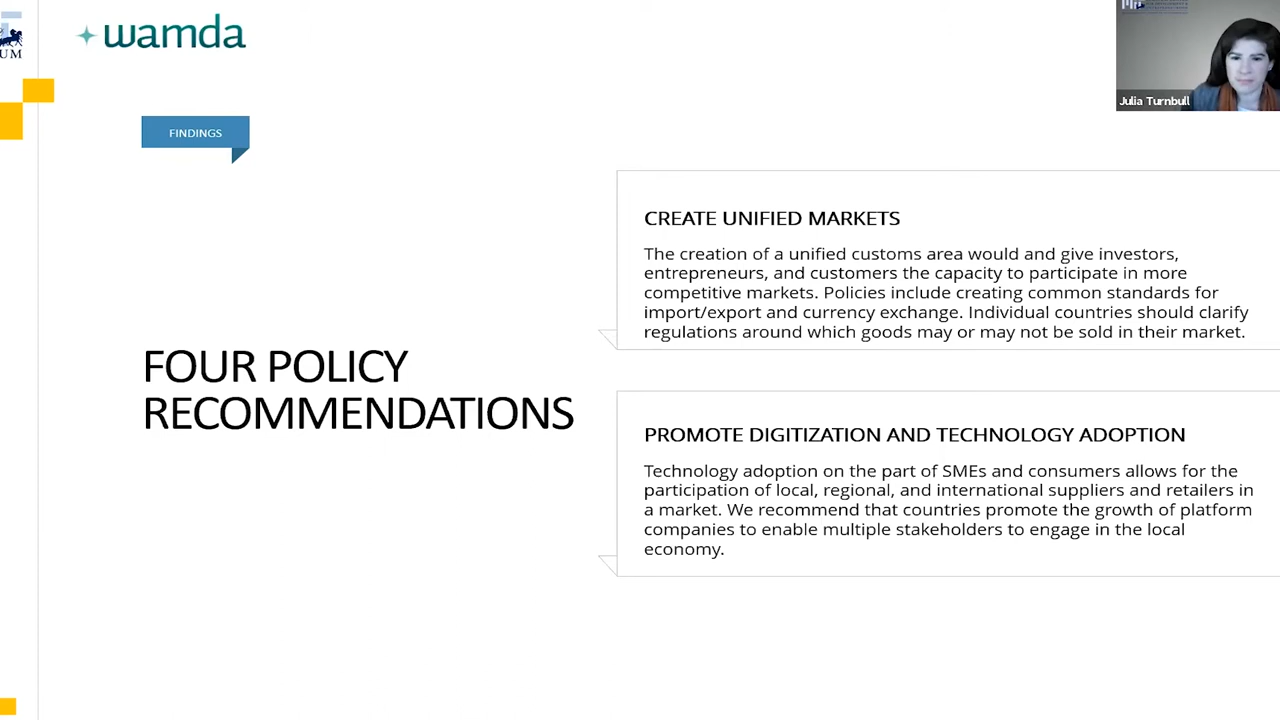 UM
wamda
Julia Turnbull
FINDINGS
FOUR POLICY
RECOMMENDATIONS
CREATE UNIFIED MARKETS
The creation of a unified customs area would and give investors,
entrepreneurs, and customers the capacity to participate in more
competitive markets. Policies include creating common standards for
import/export and currency exchange. Individual countries should clarify
regulations around which goods may or may not be sold in their market.
PROMOTE DIGITIZATION AND TECHNOLOGY ADOPTION
Technology adoption on the part of SMEs and consumers allows for the
participation of local, regional, and international suppliers and retailers in
a market. We recommend that countries promote the growth of platform
companies to enable multiple stakeholders to engage in the local
economy.